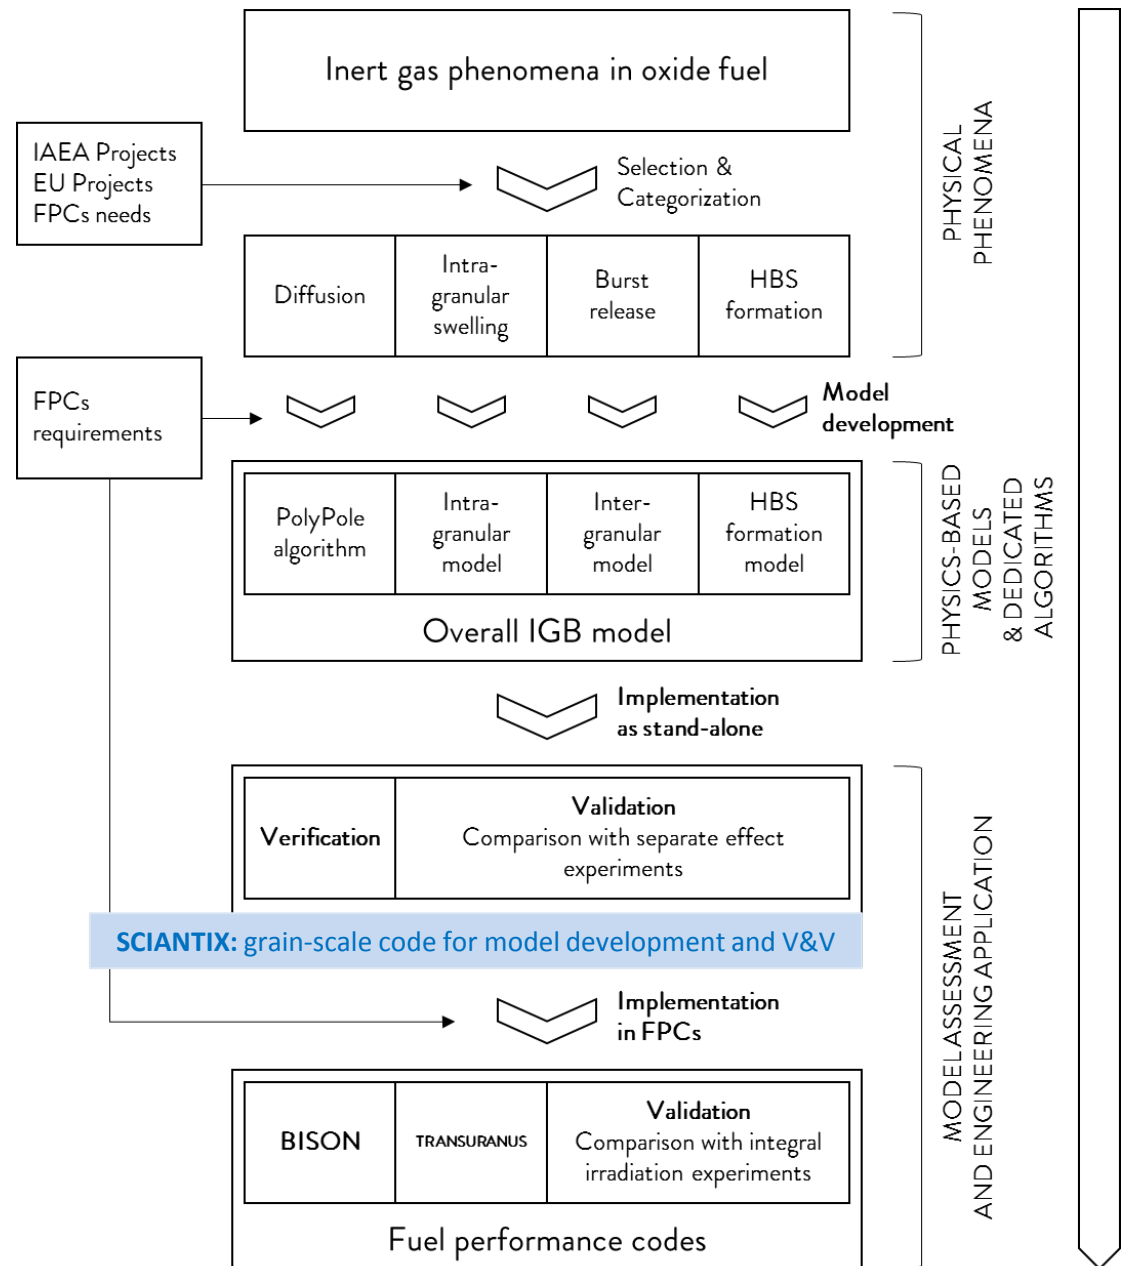 Inert gas phenomena in oxide fuel
IAEA Projects
EU Projects
FPCs needs
Selection &
Categorization
Diffusion
Intra-
granular
swelling
Burst
release
HBS
formation
PHYSICAL
PHENOMENA
FPCs
requirements
Model
development
PolyPole
algorithm
Intra-
granular
model
Inter-
granular
model
HBS
formation
model
Overall IGB model
PHYSICS-BASED
MODELS
& DEDICATED
ALGORITHMS
Implementation
as stand-alone
Verification
Validation
Comparison with separate effect
experiments
SCIANTIX: grain-scale code for model development and V&V
Implementation
in FPCs
BISON
TRANSURANUS
Validation
Comparison with integral
irradiation experiments
Fuel performance codes
MODEL ASSESSMENT
AND ENGINEERING APPLICATION